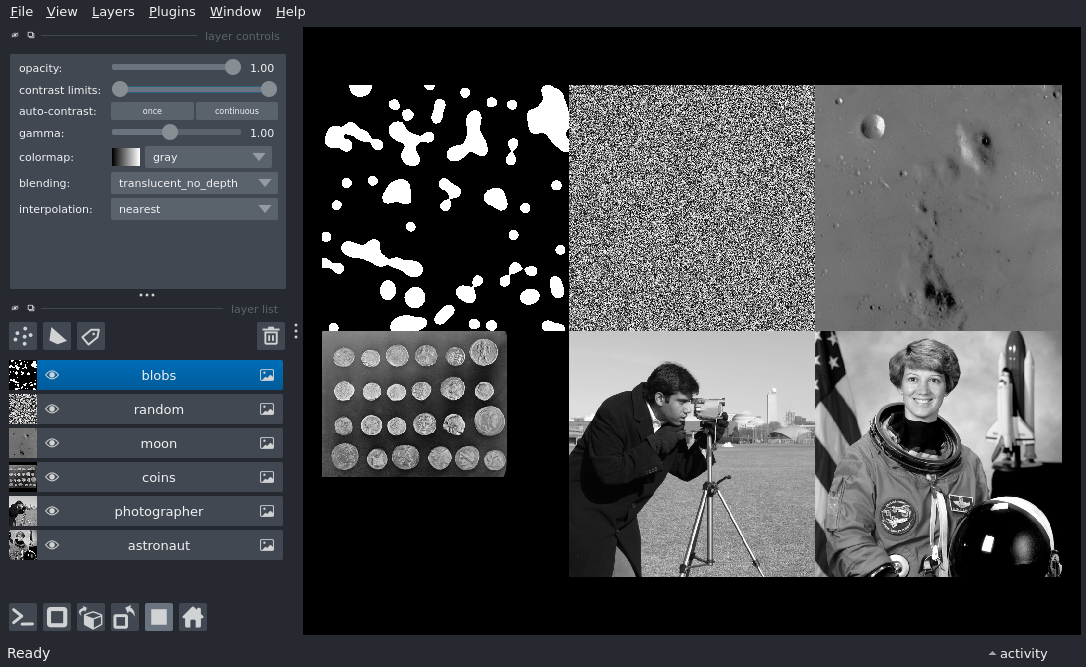 File View Layers Plugins Window Help
layer controls
opacity: 1.00
contrast limits:
auto-contrast: once continuous
gamma: 1.00
colormap: gray
blending: translucent_no_depth
interpolation: nearest
layer list
blobs
random
moon
coins
photographer
astronaut
Ready
activity